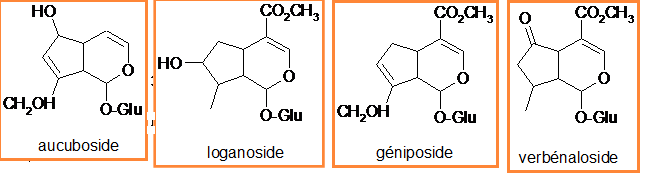 HO
O
CH₂OH
O-Glu
aucuboside
CO₂CH₃
HO
O
O-Glu
loganoside
CO₂CH₃
O
CH₂OH
O-Glu
géniposide
CO₂CH₃
O
O
O-Glu
verbénaloside